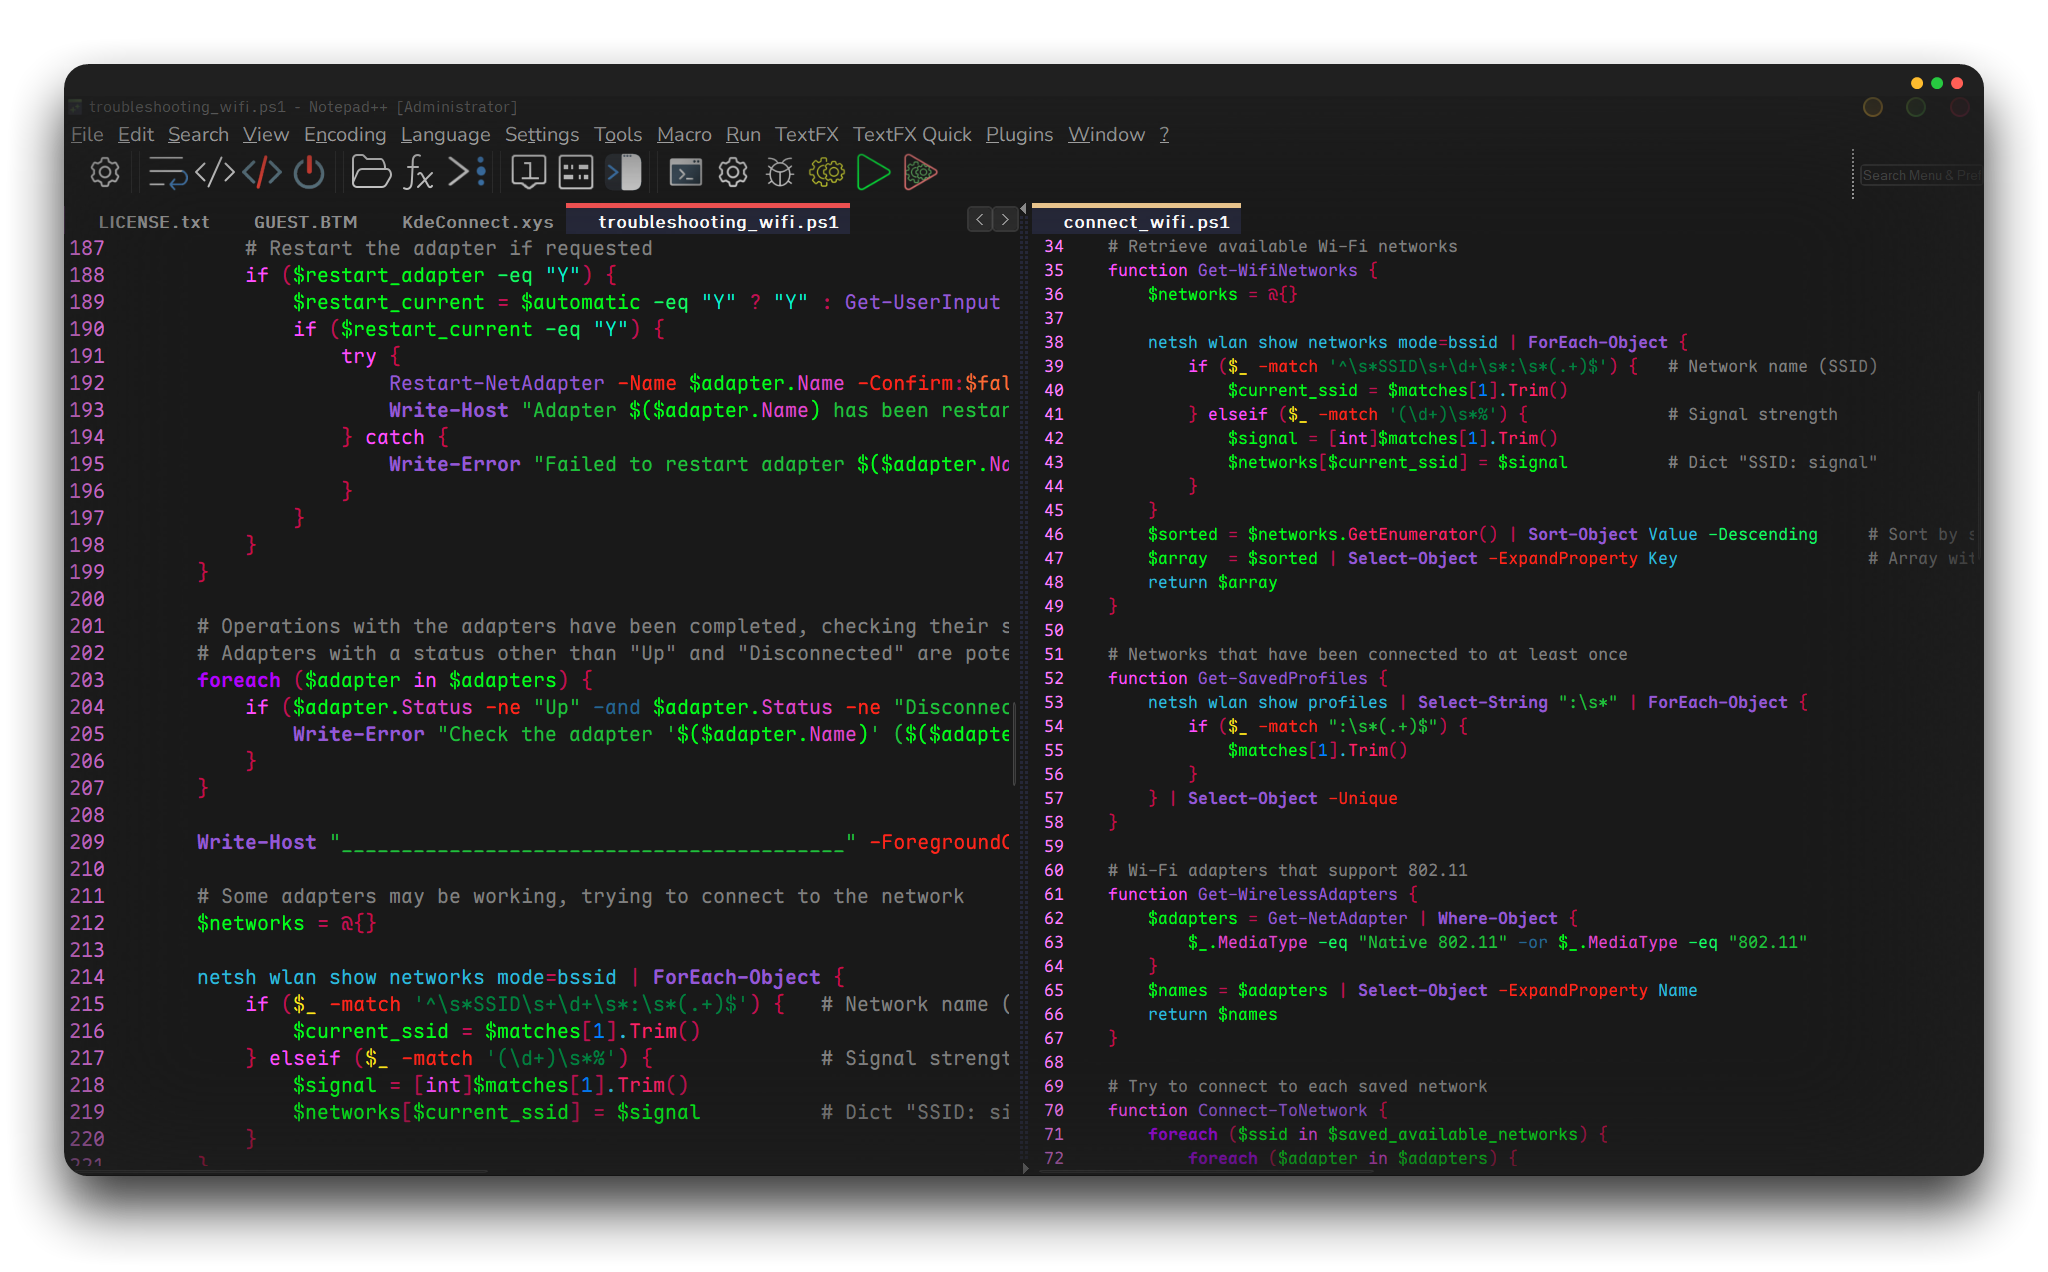 troubleshooting_wifi.ps1 - Notepad++ [Administrator]
File Edit Search View Encoding Language Settings Tools Macro Run TextFX TextFX Quick Plugins Window ?
Search Menu & Pref
LICENSE.txt GUEST.BTM KdeConnect.xys troubleshooting_wifi.ps1
187 # Restart the adapter if requested
188 if ($restart_adapter -eq "Y") {
189 $restart_current = $automatic -eq "Y" ? "Y" : Get-UserInput
190 if ($restart_current -eq "Y") {
191 try {
192 Restart-NetAdapter -Name $adapter.Name -Confirm:$fal
193 Write-Host "Adapter $($adapter.Name) has been restar
194 } catch {
195 Write-Error "Failed to restart adapter $($adapter.Na
196 }
197 }
198 }
199 }
200
201 # Operations with the adapters have been completed, checking their s
202 # Adapters with a status other than "Up" and "Disconnected" are pote
203 foreach ($adapter in $adapters) {
204 if ($adapter.Status -ne "Up" -and $adapter.Status -ne "Disconnec
205 Write-Error "Check the adapter '$($adapter.Name)' ($($adapte
206 }
207 }
208
209 Write-Host "__________________________________________" -ForegroundC
210
211 # Some adapters may be working, trying to connect to the network
212 $networks = @{}
213
214 netsh wlan show networks mode=bssid | ForEach-Object {
215 if ($_ -match '^\s*SSID\s+\d+\s*:\s*(.+)$') { # Network name (
216 $current_ssid = $matches[1].Trim()
217 } elseif ($_ -match '(\d+)\s*%') { # Signal strengt
218 $signal = [int]$matches[1].Trim()
219 $networks[$current_ssid] = $signal # Dict "SSID: si
220 }
221 }
connect_wifi.ps1
34 # Retrieve available Wi-Fi networks
35 function Get-WifiNetworks {
36 $networks = @{}
37
38 netsh wlan show networks mode=bssid | ForEach-Object {
39 if ($_ -match '^\s*SSID\s+\d+\s*:\s*(.+)$') { # Network name (SSID)
40 $current_ssid = $matches[1].Trim()
41 } elseif ($_ -match '(\d+)\s*%') { # Signal strength
42 $signal = [int]$matches[1].Trim()
43 $networks[$current_ssid] = $signal # Dict "SSID: signal"
44 }
45 }
46 $sorted = $networks.GetEnumerator() | Sort-Object Value -Descending # Sort by s
47 $array = $sorted | Select-Object -ExpandProperty Key # Array wit
48 return $array
49 }
50
51 # Networks that have been connected to at least once
52 function Get-SavedProfiles {
53 netsh wlan show profiles | Select-String ":\s*" | ForEach-Object {
54 if ($_ -match ":\s*(.+)$") {
55 $matches[1].Trim()
56 }
57 } | Select-Object -Unique
58 }
59
60 # Wi-Fi adapters that support 802.11
61 function Get-WirelessAdapters {
62 $adapters = Get-NetAdapter | Where-Object {
63 $_.MediaType -eq "Native 802.11" -or $_.MediaType -eq "802.11"
64 }
65 $names = $adapters | Select-Object -ExpandProperty Name
66 return $names
67 }
68
69 # Try to connect to each saved network
70 function Connect-ToNetwork {
71 foreach ($ssid in $saved_available_networks) {
72 foreach ($adapter in $adapters) {